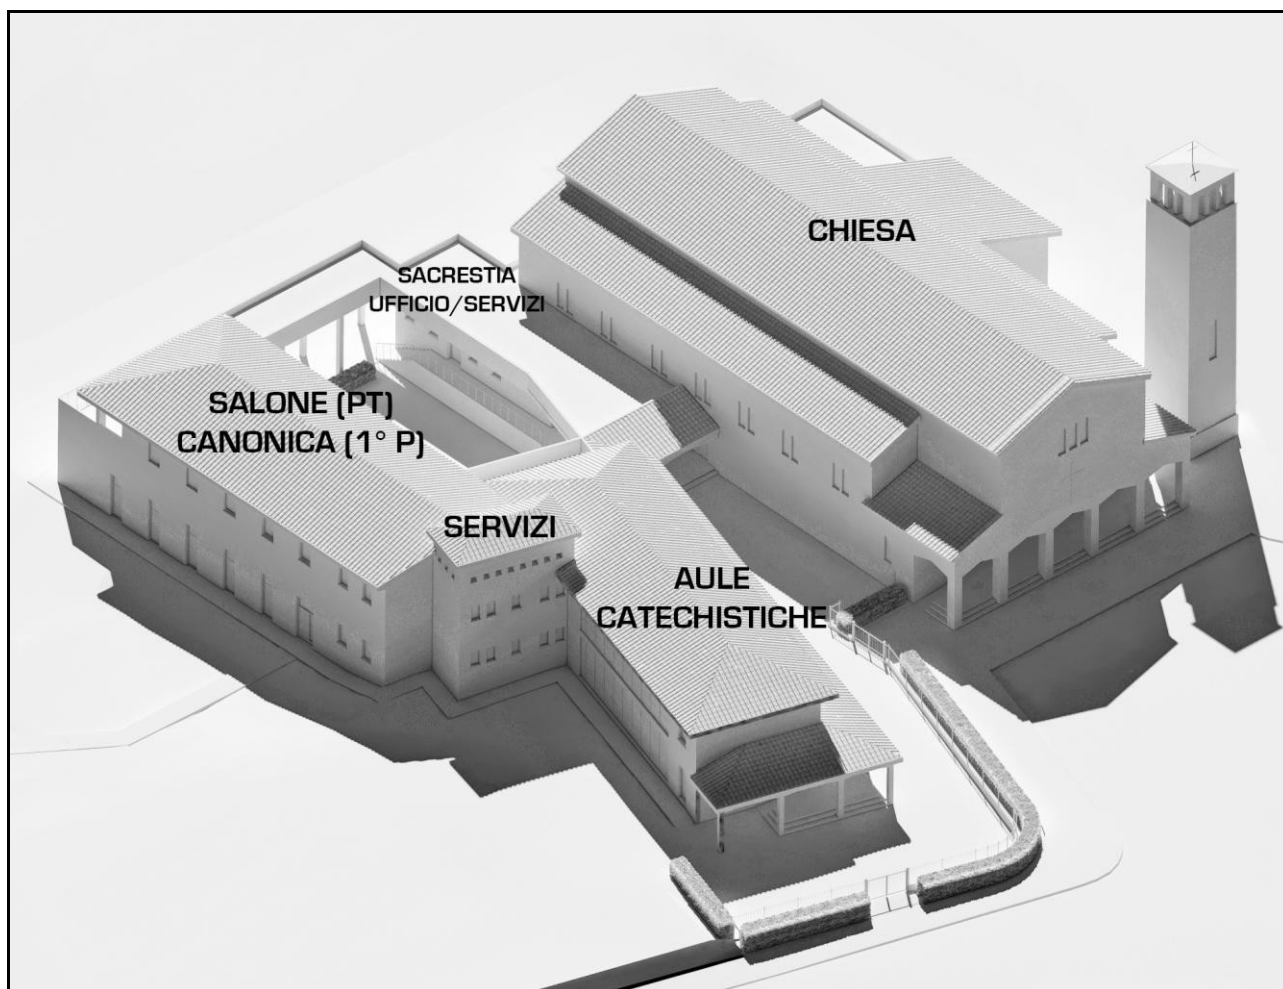 CHIESA
SACRESTIA
UFFICIO/SERVIZI
SALONE (PT)
CANONICA (1° P)
SERVIZI
AULE
CATECHISTICHE